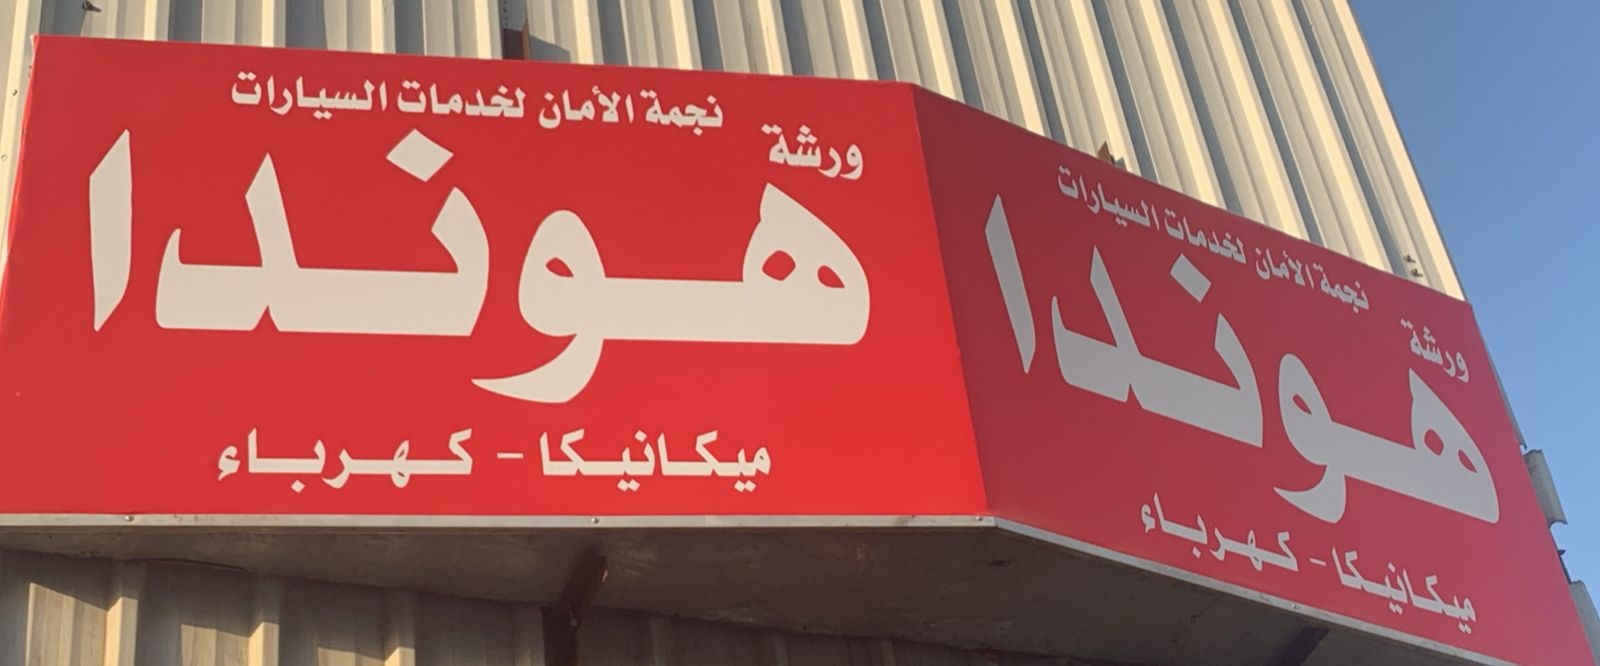 نجمة الأمان لخدمات السيارات
ورشة
هوندا
ميكانيكا - كهرباء
نجمة الأمان لخدمات السيارات
ورشة
هوندا
ميكانيكا - كهرباء